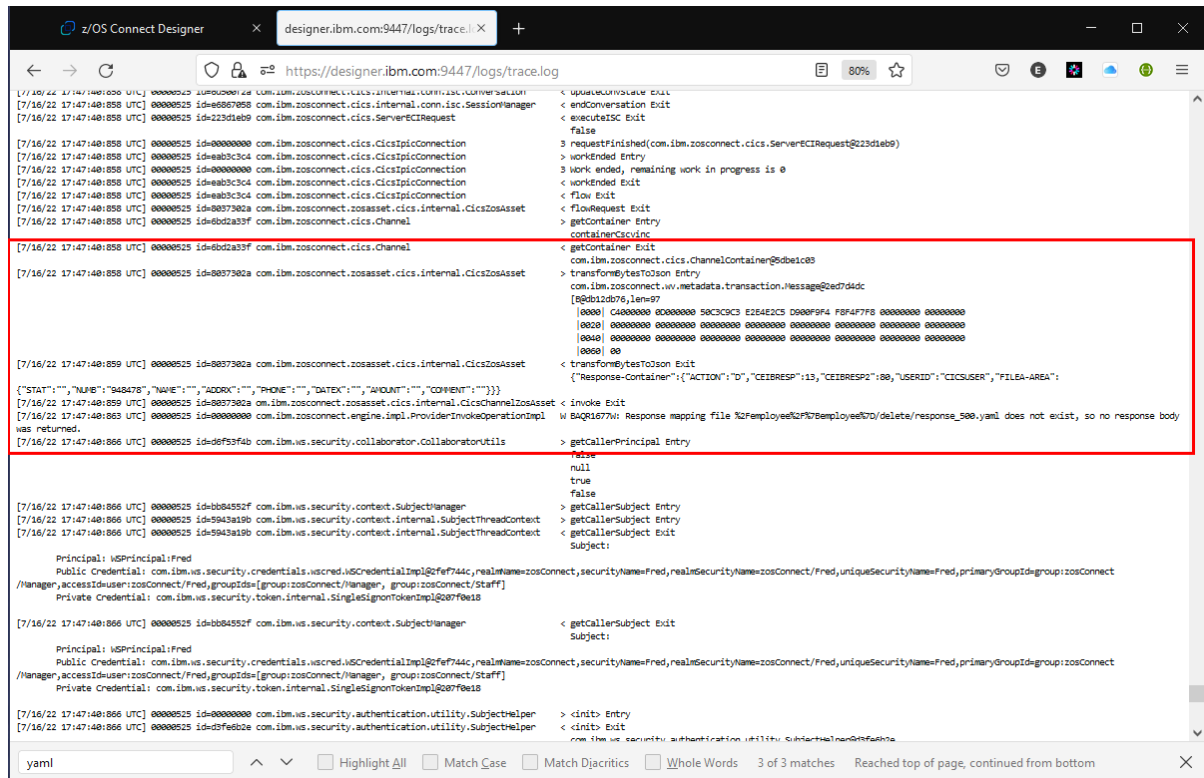 z/OS Connect Designer
designer.ibm.com:9447/logs/trace.l
https://designer.ibm.com:9447/logs/trace.log
80%
[7/16/22 17:47:40:858 UTC] 00000525 com.ibm.zosconnect.cics.internal.conn.isc.Conversation < updateConvState Exit
[7/16/22 17:47:40:858 UTC] 00000525 id=e6867058 com.ibm.zosconnect.cics.internal.conn.isc.SessionManager < endConversation Exit
[7/16/22 17:47:40:858 UTC] 00000525 id=223d1eb9 com.ibm.zosconnect.cics.ServerECIRequest < executeISC Exit
false
[7/16/22 17:47:40:858 UTC] 00000525 id=00000000 com.ibm.zosconnect.cics.CicsIpicConnection 3 requestFinished(com.ibm.zosconnect.cics.ServerECIRequest@223d1eb9)
[7/16/22 17:47:40:858 UTC] 00000525 id=eab3c3c4 com.ibm.zosconnect.cics.CicsIpicConnection > workEnded Entry
[7/16/22 17:47:40:858 UTC] 00000525 id=00000000 com.ibm.zosconnect.cics.CicsIpicConnection 3 Work ended, remaining work in progress is 0
[7/16/22 17:47:40:858 UTC] 00000525 id=eab3c3c4 com.ibm.zosconnect.cics.CicsIpicConnection < workEnded Exit
[7/16/22 17:47:40:858 UTC] 00000525 id=eab3c3c4 com.ibm.zosconnect.cics.CicsIpicConnection < flow Exit
[7/16/22 17:47:40:858 UTC] 00000525 id=8037302a com.ibm.zosconnect.zosasset.cics.internal.CicsZosAsset < flowRequest Exit
[7/16/22 17:47:40:858 UTC] 00000525 id=6bd2a33f com.ibm.zosconnect.cics.Channel > getContainer Entry
containerCscvinc
[7/16/22 17:47:40:858 UTC] 00000525 id=6bd2a33f com.ibm.zosconnect.cics.Channel < getContainer Exit
com.ibm.zosconnect.cics.ChannelContainer@5dbe1c03
[7/16/22 17:47:40:858 UTC] 00000525 id=8037302a com.ibm.zosconnect.zosasset.cics.internal.CicsZosAsset > transformBytesToJson Entry
com.ibm.zosconnect.wv.metadata.transaction.Message@2ed7d4dc
[B@db12db76,len=97
|0000| C4000000 0D000000 50C3C9C3 E2E4E2C5 D900F9F4 F8F4F7F8 00000000 00000000
|0020| 00000000 00000000 00000000 00000000 00000000 00000000 00000000 00000000
|0040| 00000000 00000000 00000000 00000000 00000000 00000000 00000000 00000000
|0060| 00
[7/16/22 17:47:40:859 UTC] 00000525 id=8037302a com.ibm.zosconnect.zosasset.cics.internal.CicsZosAsset < transformBytesToJson Exit
{"Response-Container":{"ACTION":"D","CEIBRESP":13,"CEIBRESP2":80,"USERID":"CICSUSER","FILEA-AREA":
{"STAT":"","NUMB":"948478","NAME":"","ADDRX":"","PHONE":"","DATEX":"","AMOUNT":"","COMMENT":""}}}
[7/16/22 17:47:40:859 UTC] 00000525 id=8037302a om.ibm.zosconnect.zosasset.cics.internal.CicsChannelZosAsset < invoke Exit
[7/16/22 17:47:40:863 UTC] 00000525 id=00000000 com.ibm.zosconnect.engine.impl.ProviderInvokeOperationImpl W BAQR1677W: Response mapping file %2Femployee%2F%7Bemployee%7D/delete/response_500.yaml does not exist, so no response body
was returned.
[7/16/22 17:47:40:866 UTC] 00000525 id=d6f53f4b com.ibm.ws.security.collaborator.CollaboratorUtils > getCallerPrincipal Entry
false
null
true
false
[7/16/22 17:47:40:866 UTC] 00000525 id=bb84552f com.ibm.ws.security.context.SubjectManager > getCallerSubject Entry
[7/16/22 17:47:40:866 UTC] 00000525 id=5943a19b com.ibm.ws.security.context.internal.SubjectThreadContext > getCallerSubject Entry
[7/16/22 17:47:40:866 UTC] 00000525 id=5943a19b com.ibm.ws.security.context.internal.SubjectThreadContext < getCallerSubject Exit
Subject:
Principal: WSPrincipal:Fred
Public Credential: com.ibm.ws.security.credentials.wscred.WSCredentialImpl@2fef744c,realmName=zosConnect,securityName=Fred,realmSecurityName=zosConnect/Fred,uniqueSecurityName=Fred,primaryGroupId=group:zosConnect
/Manager,accessId=user:zosConnect/Fred,groupIds=[group:zosConnect/Manager, group:zosConnect/Staff]
Private Credential: com.ibm.ws.security.token.internal.SingleSignonTokenImpl@207f0e18
[7/16/22 17:47:40:866 UTC] 00000525 id=bb84552f com.ibm.ws.security.context.SubjectManager < getCallerSubject Exit
Subject:
Principal: WSPrincipal:Fred
Public Credential: com.ibm.ws.security.credentials.wscred.WSCredentialImpl@2fef744c,realmName=zosConnect,securityName=Fred,realmSecurityName=zosConnect/Fred,uniqueSecurityName=Fred,primaryGroupId=group:zosConnect
/Manager,accessId=user:zosConnect/Fred,groupIds=[group:zosConnect/Manager, group:zosConnect/Staff]
Private Credential: com.ibm.ws.security.token.internal.SingleSignonTokenImpl@207f0e18
[7/16/22 17:47:40:866 UTC] 00000525 id=00000000 com.ibm.ws.security.authentication.utility.SubjectHelper > <init> Entry
[7/16/22 17:47:40:866 UTC] 00000525 id=d3fe6b2e com.ibm.ws.security.authentication.utility.SubjectHelper < <init> Exit
com.ibm.ws.security.authentication.utility.SubjectHelper@d3fe6b2e
yaml
Highlight All
Match Case
Match Diacritics
Whole Words
3 of 3 matches
Reached top of page, continued from bottom